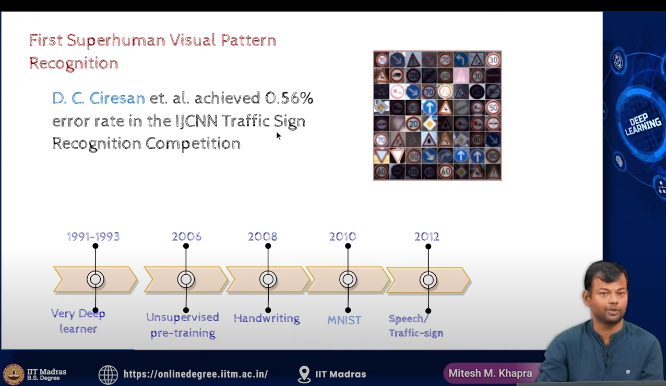 First Superhuman Visual Pattern
Recognition
D. C. Ciresan et. al. achieved 0.56%
error rate in the IJCNN Traffic Sign
Recognition Competition
DEEP
LEARNING
1991-1993
2006
2008
2010
2012
Very Deep
learner
Unsupervised
pre-training
Handwriting
MNIST
Speech/
Traffic-sign
IIT Madras
B.S. Degree
https://onlinedegree.iitm.ac.in/
IIT Madras
Mitesh M. Khapra